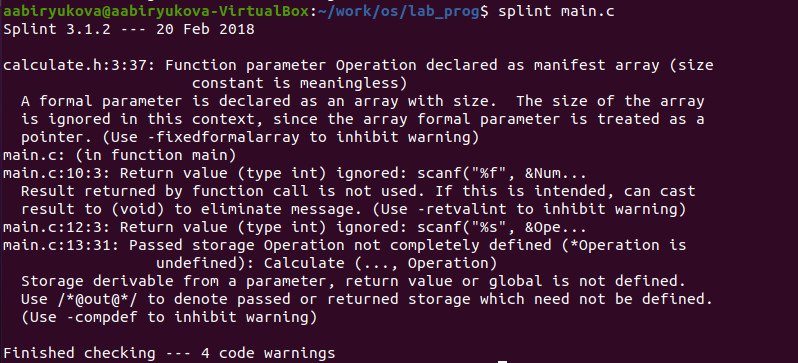 aabiryukova@aabiryukova-VirtualBox:~/work/os/lab_prog$ splint main.c
Splint 3.1.2 --- 20 Feb 2018

calculate.h:3:37: Function parameter Operation declared as manifest array (size
                     constant is meaningless)
  A formal parameter is declared as an array with size.  The size of the array
  is ignored in this context, since the array formal parameter is treated as a
  pointer. (Use -fixedformalarray to inhibit warning)
main.c: (in function main)
main.c:10:3: Return value (type int) ignored: scanf("%f", &Num...
  Result returned by function call is not used. If this is intended, can cast
  result to (void) to eliminate message. (Use -retvalint to inhibit warning)
main.c:12:3: Return value (type int) ignored: scanf("%s", &Ope...
main.c:13:31: Passed storage Operation not completely defined (*Operation is
                 undefined): Calculate (..., Operation)
  Storage derivable from a parameter, return value or global is not defined.
  Use /*@out@*/ to denote passed or returned storage which need not be defined.
  (Use -compdef to inhibit warning)

Finished checking --- 4 code warnings